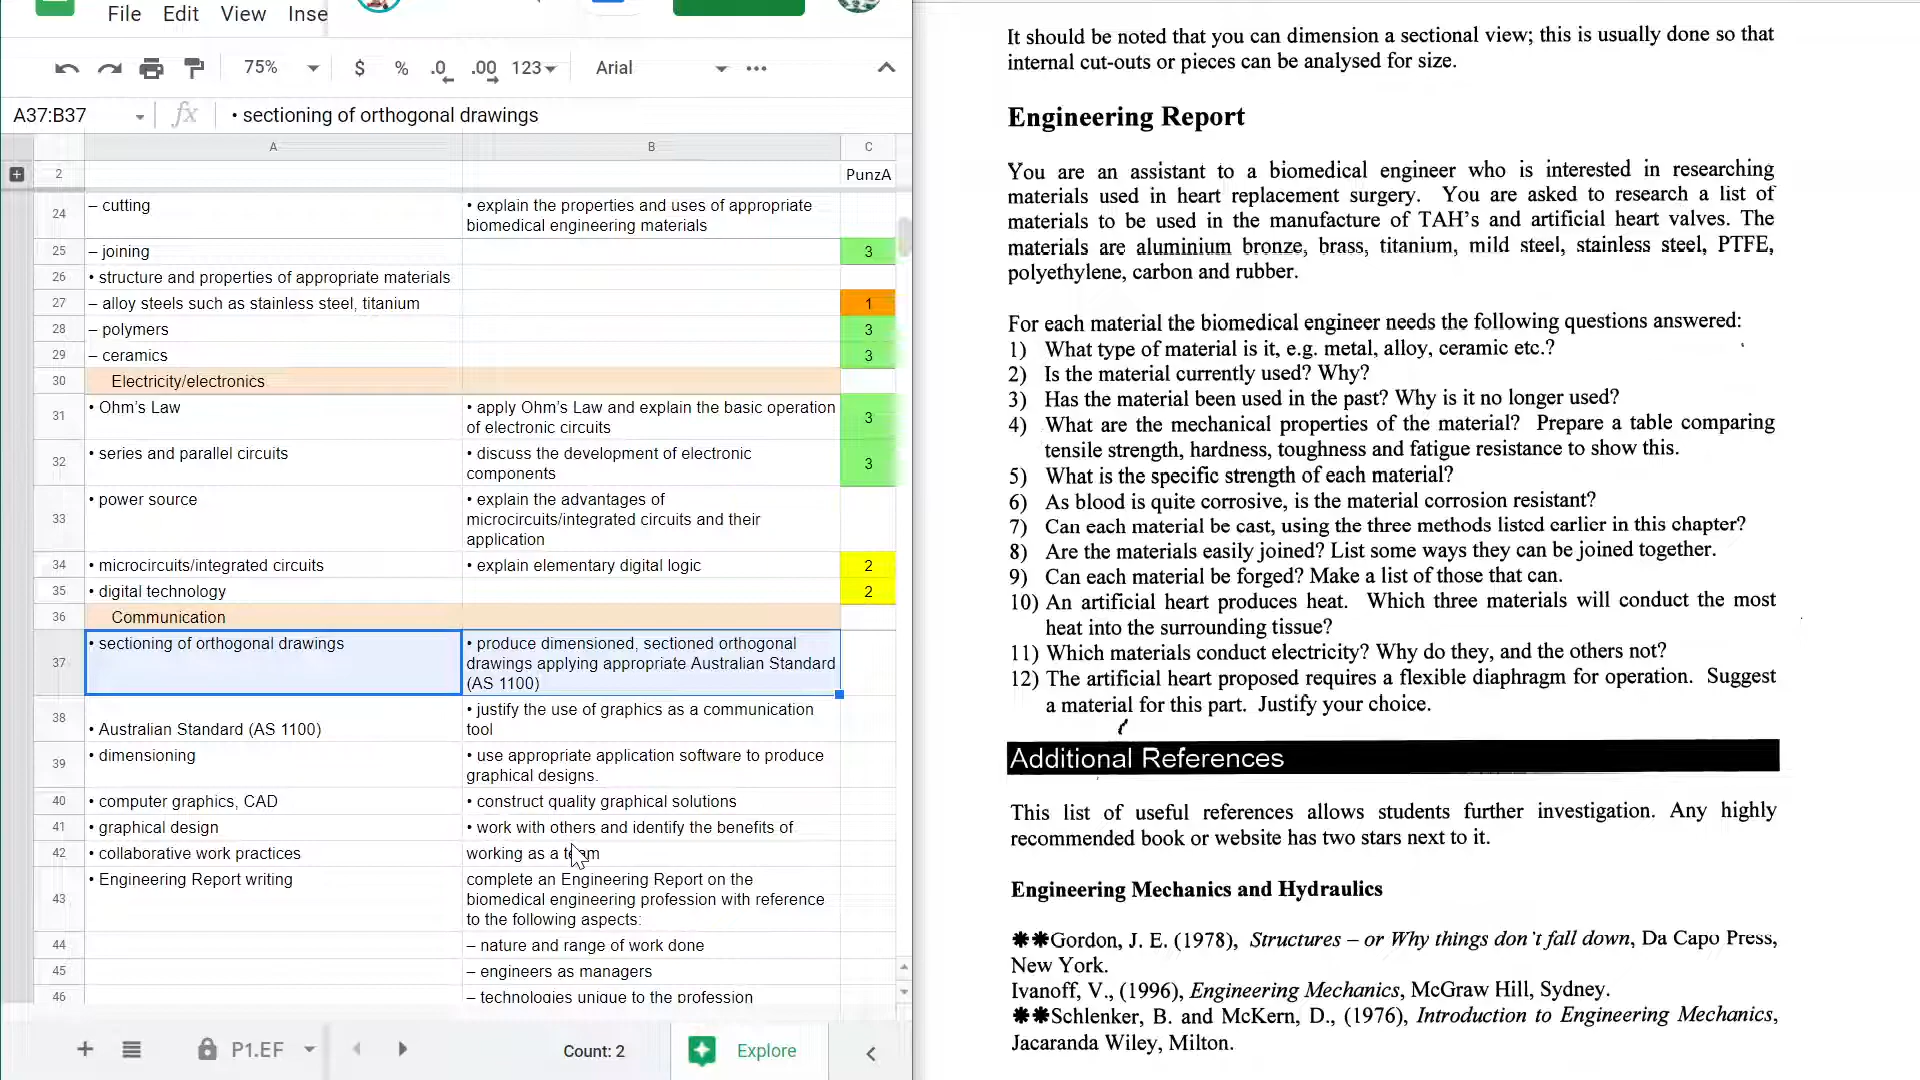 File Edit View Inse
75% $ % .0 .00 123 Arial
A37:B37 fx • sectioning of orthogonal drawings
A B C
2 PunzA
24 – cutting • explain the properties and uses of appropriate
biomedical engineering materials
25 – joining 3
26 • structure and properties of appropriate materials
27 – alloy steels such as stainless steel, titanium 1
28 – polymers 3
29 – ceramics 3
30 Electricity/electronics
31 • Ohm's Law • apply Ohm's Law and explain the basic operation
of electronic circuits 3
32 • series and parallel circuits • discuss the development of electronic
components 3
33 • power source • explain the advantages of
microcircuits/integrated circuits and their
application
34 • microcircuits/integrated circuits • explain elementary digital logic 2
35 • digital technology 2
36 Communication
37 • sectioning of orthogonal drawings • produce dimensioned, sectioned orthogonal
drawings applying appropriate Australian Standard
(AS 1100)
38 • Australian Standard (AS 1100) • justify the use of graphics as a communication
tool
39 • dimensioning • use appropriate application software to produce
graphical designs.
40 • computer graphics, CAD • construct quality graphical solutions
41 • graphical design • work with others and identify the benefits of
42 • collaborative work practices working as a team
43 • Engineering Report writing complete an Engineering Report on the
biomedical engineering profession with reference
to the following aspects:
44 – nature and range of work done
45 – engineers as managers
46 – technologies unique to the profession
P1.EF Count: 2 Explore
It should be noted that you can dimension a sectional view; this is usually done so that
internal cut-outs or pieces can be analysed for size.
Engineering Report
You are an assistant to a biomedical engineer who is interested in researching
materials used in heart replacement surgery. You are asked to research a list of
materials to be used in the manufacture of TAH's and artificial heart valves. The
materials are aluminium bronze, brass, titanium, mild steel, stainless steel, PTFE,
polyethylene, carbon and rubber.
For each material the biomedical engineer needs the following questions answered:
1) What type of material is it, e.g. metal, alloy, ceramic etc.?
2) Is the material currently used? Why?
3) Has the material been used in the past? Why is it no longer used?
4) What are the mechanical properties of the material? Prepare a table comparing
tensile strength, hardness, toughness and fatigue resistance to show this.
5) What is the specific strength of each material?
6) As blood is quite corrosive, is the material corrosion resistant?
7) Can each material be cast, using the three methods listed earlier in this chapter?
8) Are the materials easily joined? List some ways they can be joined together.
9) Can each material be forged? Make a list of those that can.
10) An artificial heart produces heat. Which three materials will conduct the most
heat into the surrounding tissue?
11) Which materials conduct electricity? Why do they, and the others not?
12) The artificial heart proposed requires a flexible diaphragm for operation. Suggest
a material for this part. Justify your choice.
Additional References
This list of useful references allows students further investigation. Any highly
recommended book or website has two stars next to it.
Engineering Mechanics and Hydraulics
✱✱Gordon, J. E. (1978), Structures – or Why things don't fall down, Da Capo Press,
New York.
Ivanoff, V., (1996), Engineering Mechanics, McGraw Hill, Sydney.
✱✱Schlenker, B. and McKern, D., (1976), Introduction to Engineering Mechanics,
Jacaranda Wiley, Milton.